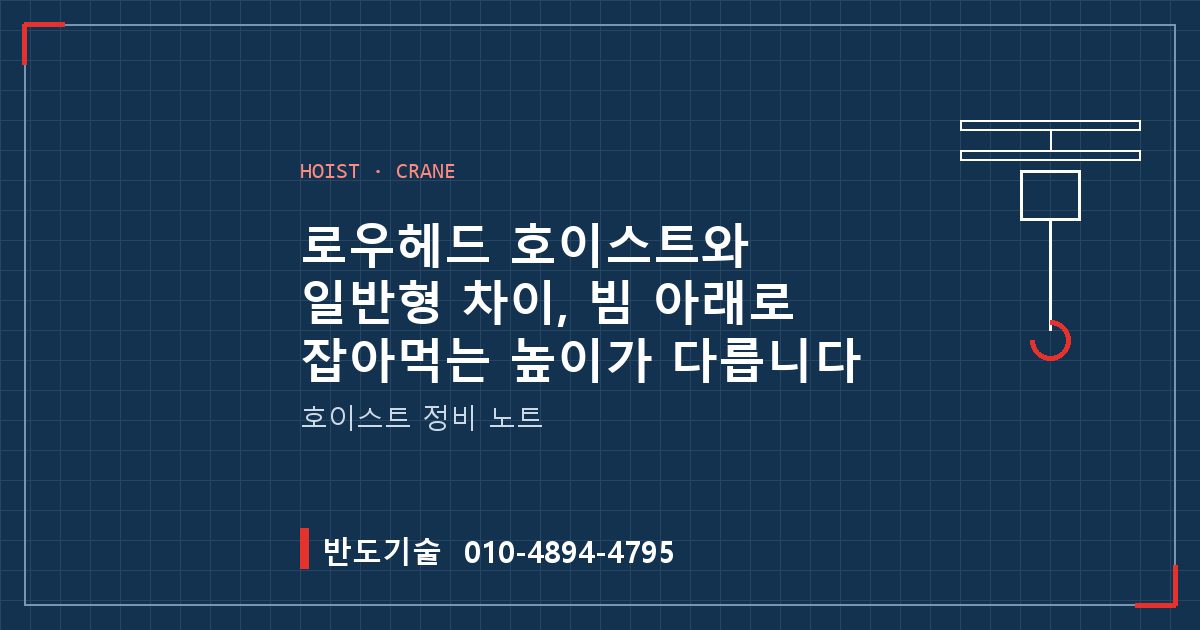 HOIST · CRANE
로우헤드 호이스트와
일반형 차이, 빔 아래로
잡아먹는 높이가 다릅니다
호이스트 정비 노트
반도기술 010-4894-4795